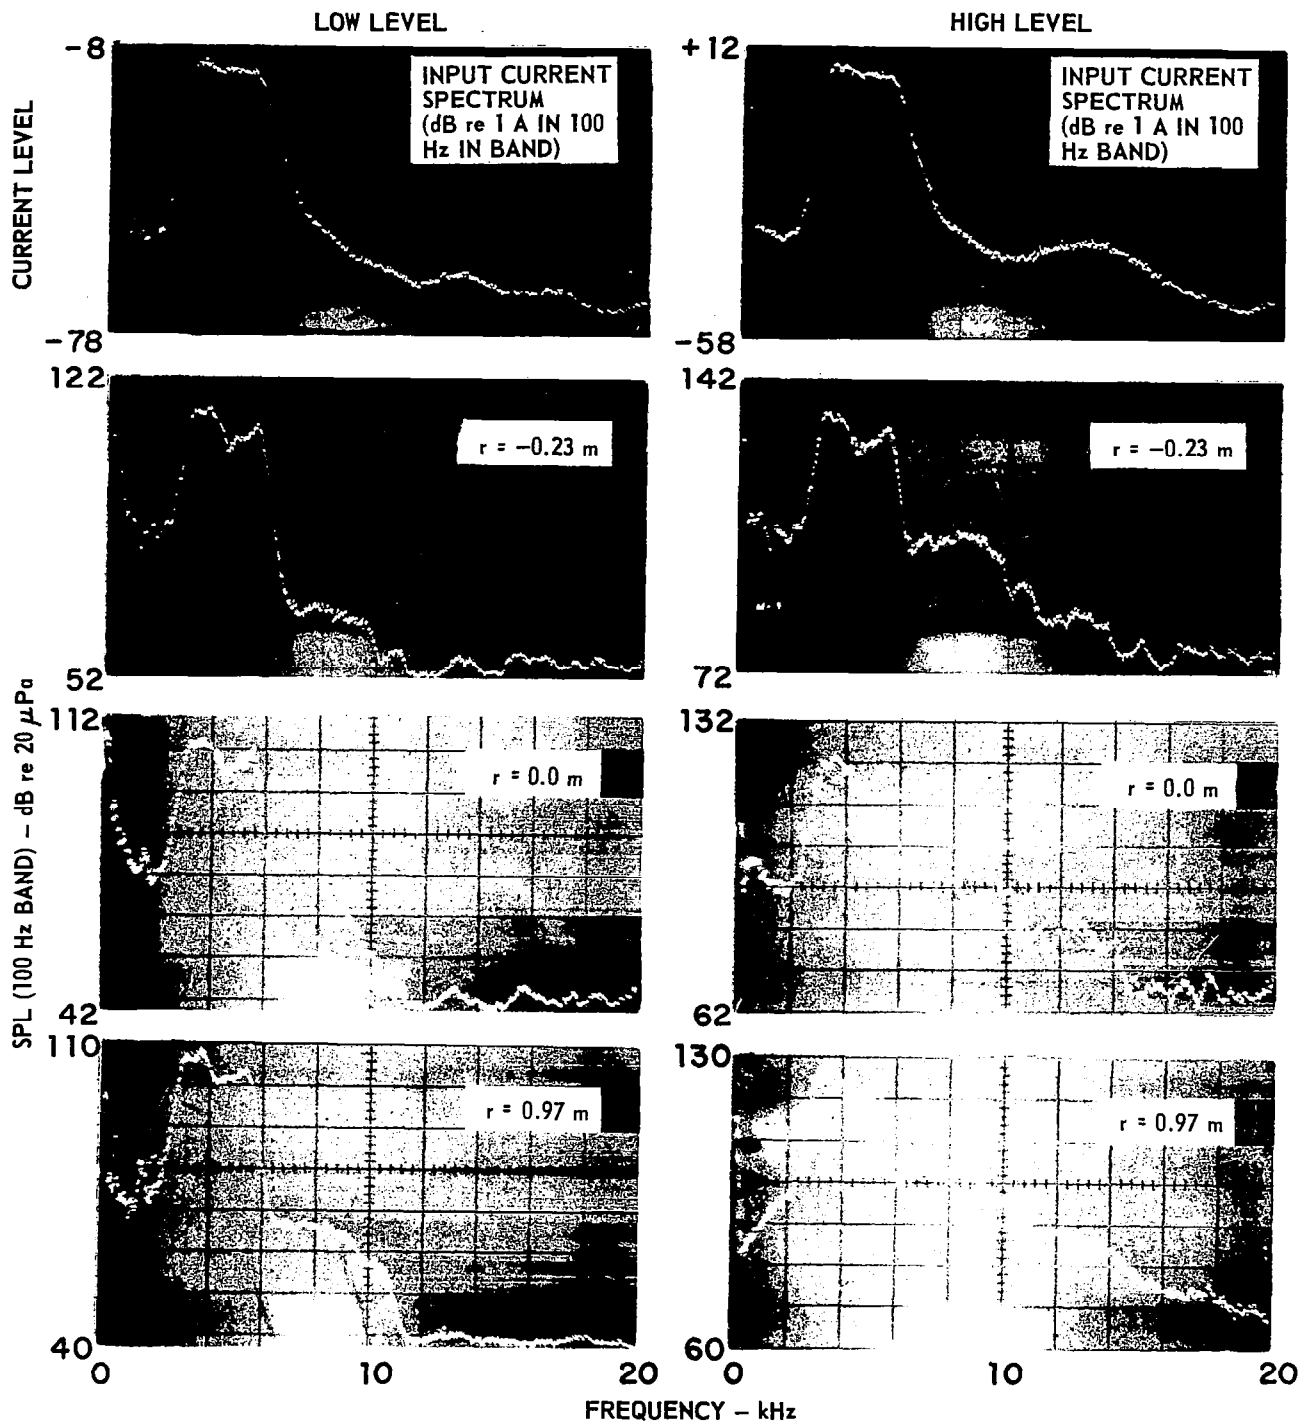 LOW LEVEL
HIGH LEVEL
-8
INPUT CURRENT
SPECTRUM
(dB re 1 A IN 100
Hz IN BAND)
CURRENT LEVEL
-78
+12
INPUT CURRENT
SPECTRUM
(dB re 1 A IN 100
Hz BAND)
-58
122
r = -0.23 m
52
142
r = -0.23 m
72
SPL (100 Hz BAND) - dB re 20 μPa
112
r = 0.0 m
42
132
r = 0.0 m
62
110
r = 0.97 m
40
130
r = 0.97 m
60
0 10 20
0 10 20
FREQUENCY - kHz